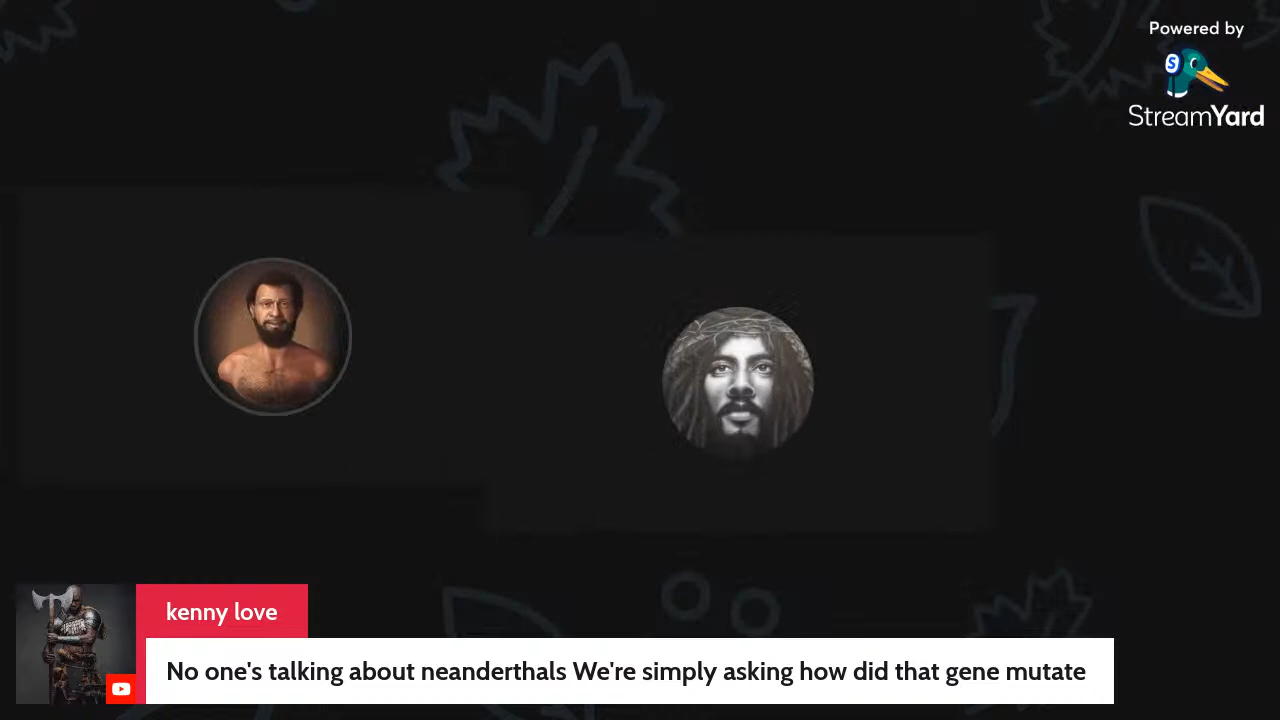 Powered by
StreamYard
kenny love
No one's talking about neanderthals We're simply asking how did that gene mutate